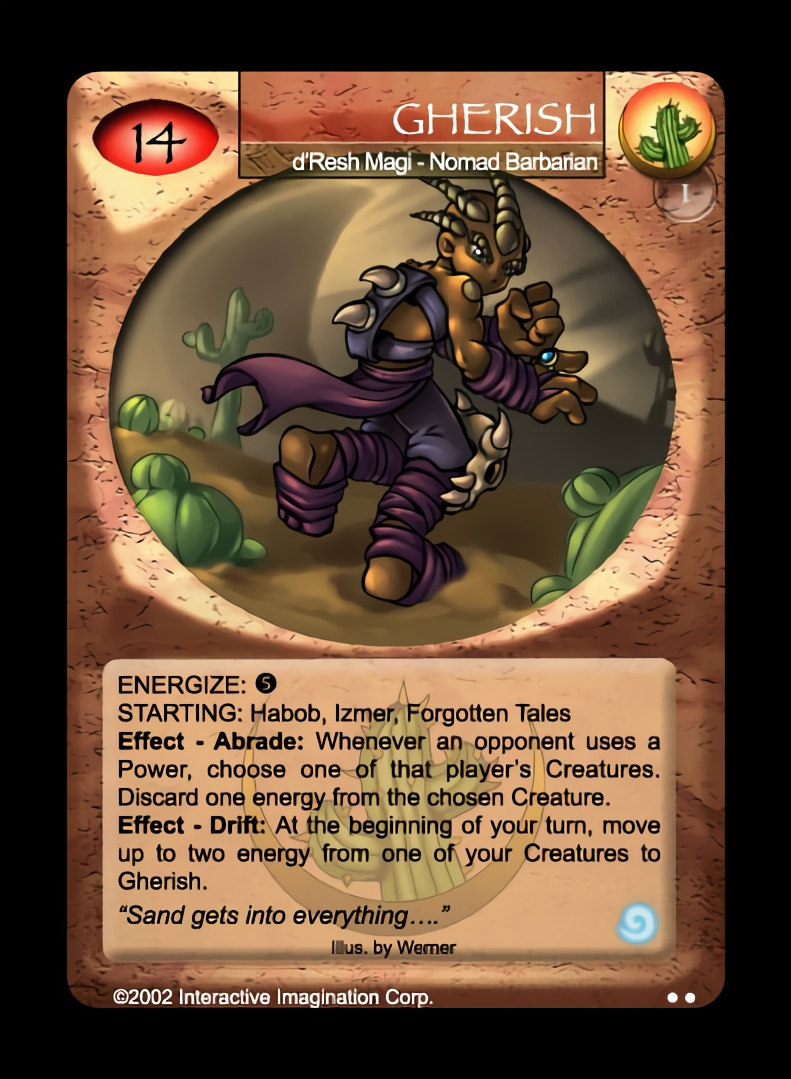 14
GHERISH
d'Resh Magi - Nomad Barbarian
I
ENERGIZE: 5
STARTING: Habob, Izmer, Forgotten Tales
Effect - Abrade: Whenever an opponent uses a
Power, choose one of that player's Creatures.
Discard one energy from the chosen Creature.
Effect - Drift: At the beginning of your turn, move
up to two energy from one of your Creatures to
Gherish.
“Sand gets into everything….”
Illus. by Werner
©2002 Interactive Imagination Corp.